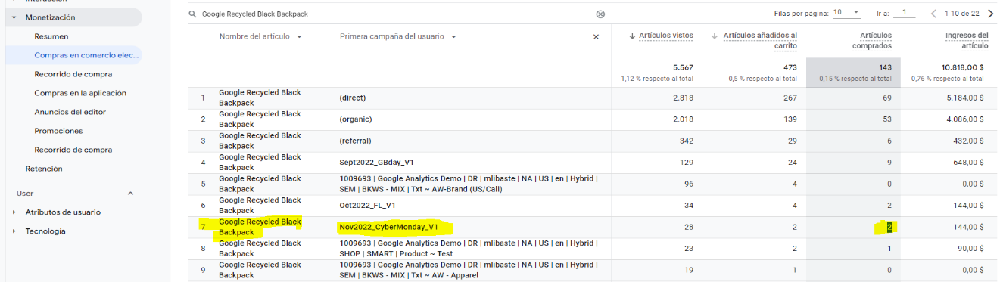 Interacción
Monetización
Resumen
Compras en comercio elec...
Recorrido de compra
Compras en la aplicación
Anuncios del editor
Promociones
Recorrido de compra
Retención
User
Atributos de usuario
Tecnología
Google Recycled Black Backpack
Filas por página: 10 Ir a: 1 1-10 de 22
Nombre del artículo Primera campaña del usuario Artículos vistos Artículos añadidos al carrito Artículos comprados Ingresos del artículo
5.567 473 143 10.818,00 $
1,12 % respecto al total 0,5 % respecto al total 0,15 % respecto al total 0,76 % respecto al total
1 Google Recycled Black Backpack (direct) 2.818 267 69 5.184,00 $
2 Google Recycled Black Backpack (organic) 2.018 139 53 4.086,00 $
3 Google Recycled Black Backpack (referral) 342 29 6 432,00 $
4 Google Recycled Black Backpack Sept2022_GBday_V1 129 24 9 648,00 $
5 Google Recycled Black Backpack 1009693 | Google Analytics Demo | DR | mlibaste | NA | US | en | Hybrid | SEM | BKWS - MIX | Txt ~ AW-Brand (US/Cali) 96 4 0 0,00 $
6 Google Recycled Black Backpack Oct2022_FL_V1 34 4 2 144,00 $
7 Google Recycled Black Backpack Nov2022_CyberMonday_V1 28 2 2 144,00 $
8 Google Recycled Black Backpack 1009693 | Google Analytics Demo | DR | mlibaste | NA | US | en | Hybrid | SHOP | SMART | Product ~ Test 23 2 1 90,00 $
9 Google Recycled Black Backpack 1009693 | Google Analytics Demo | DR | mlibaste | NA | US | en | Hybrid | SEM | BKWS - MIX | Txt ~ AW - Apparel 19 1 0 0,00 $